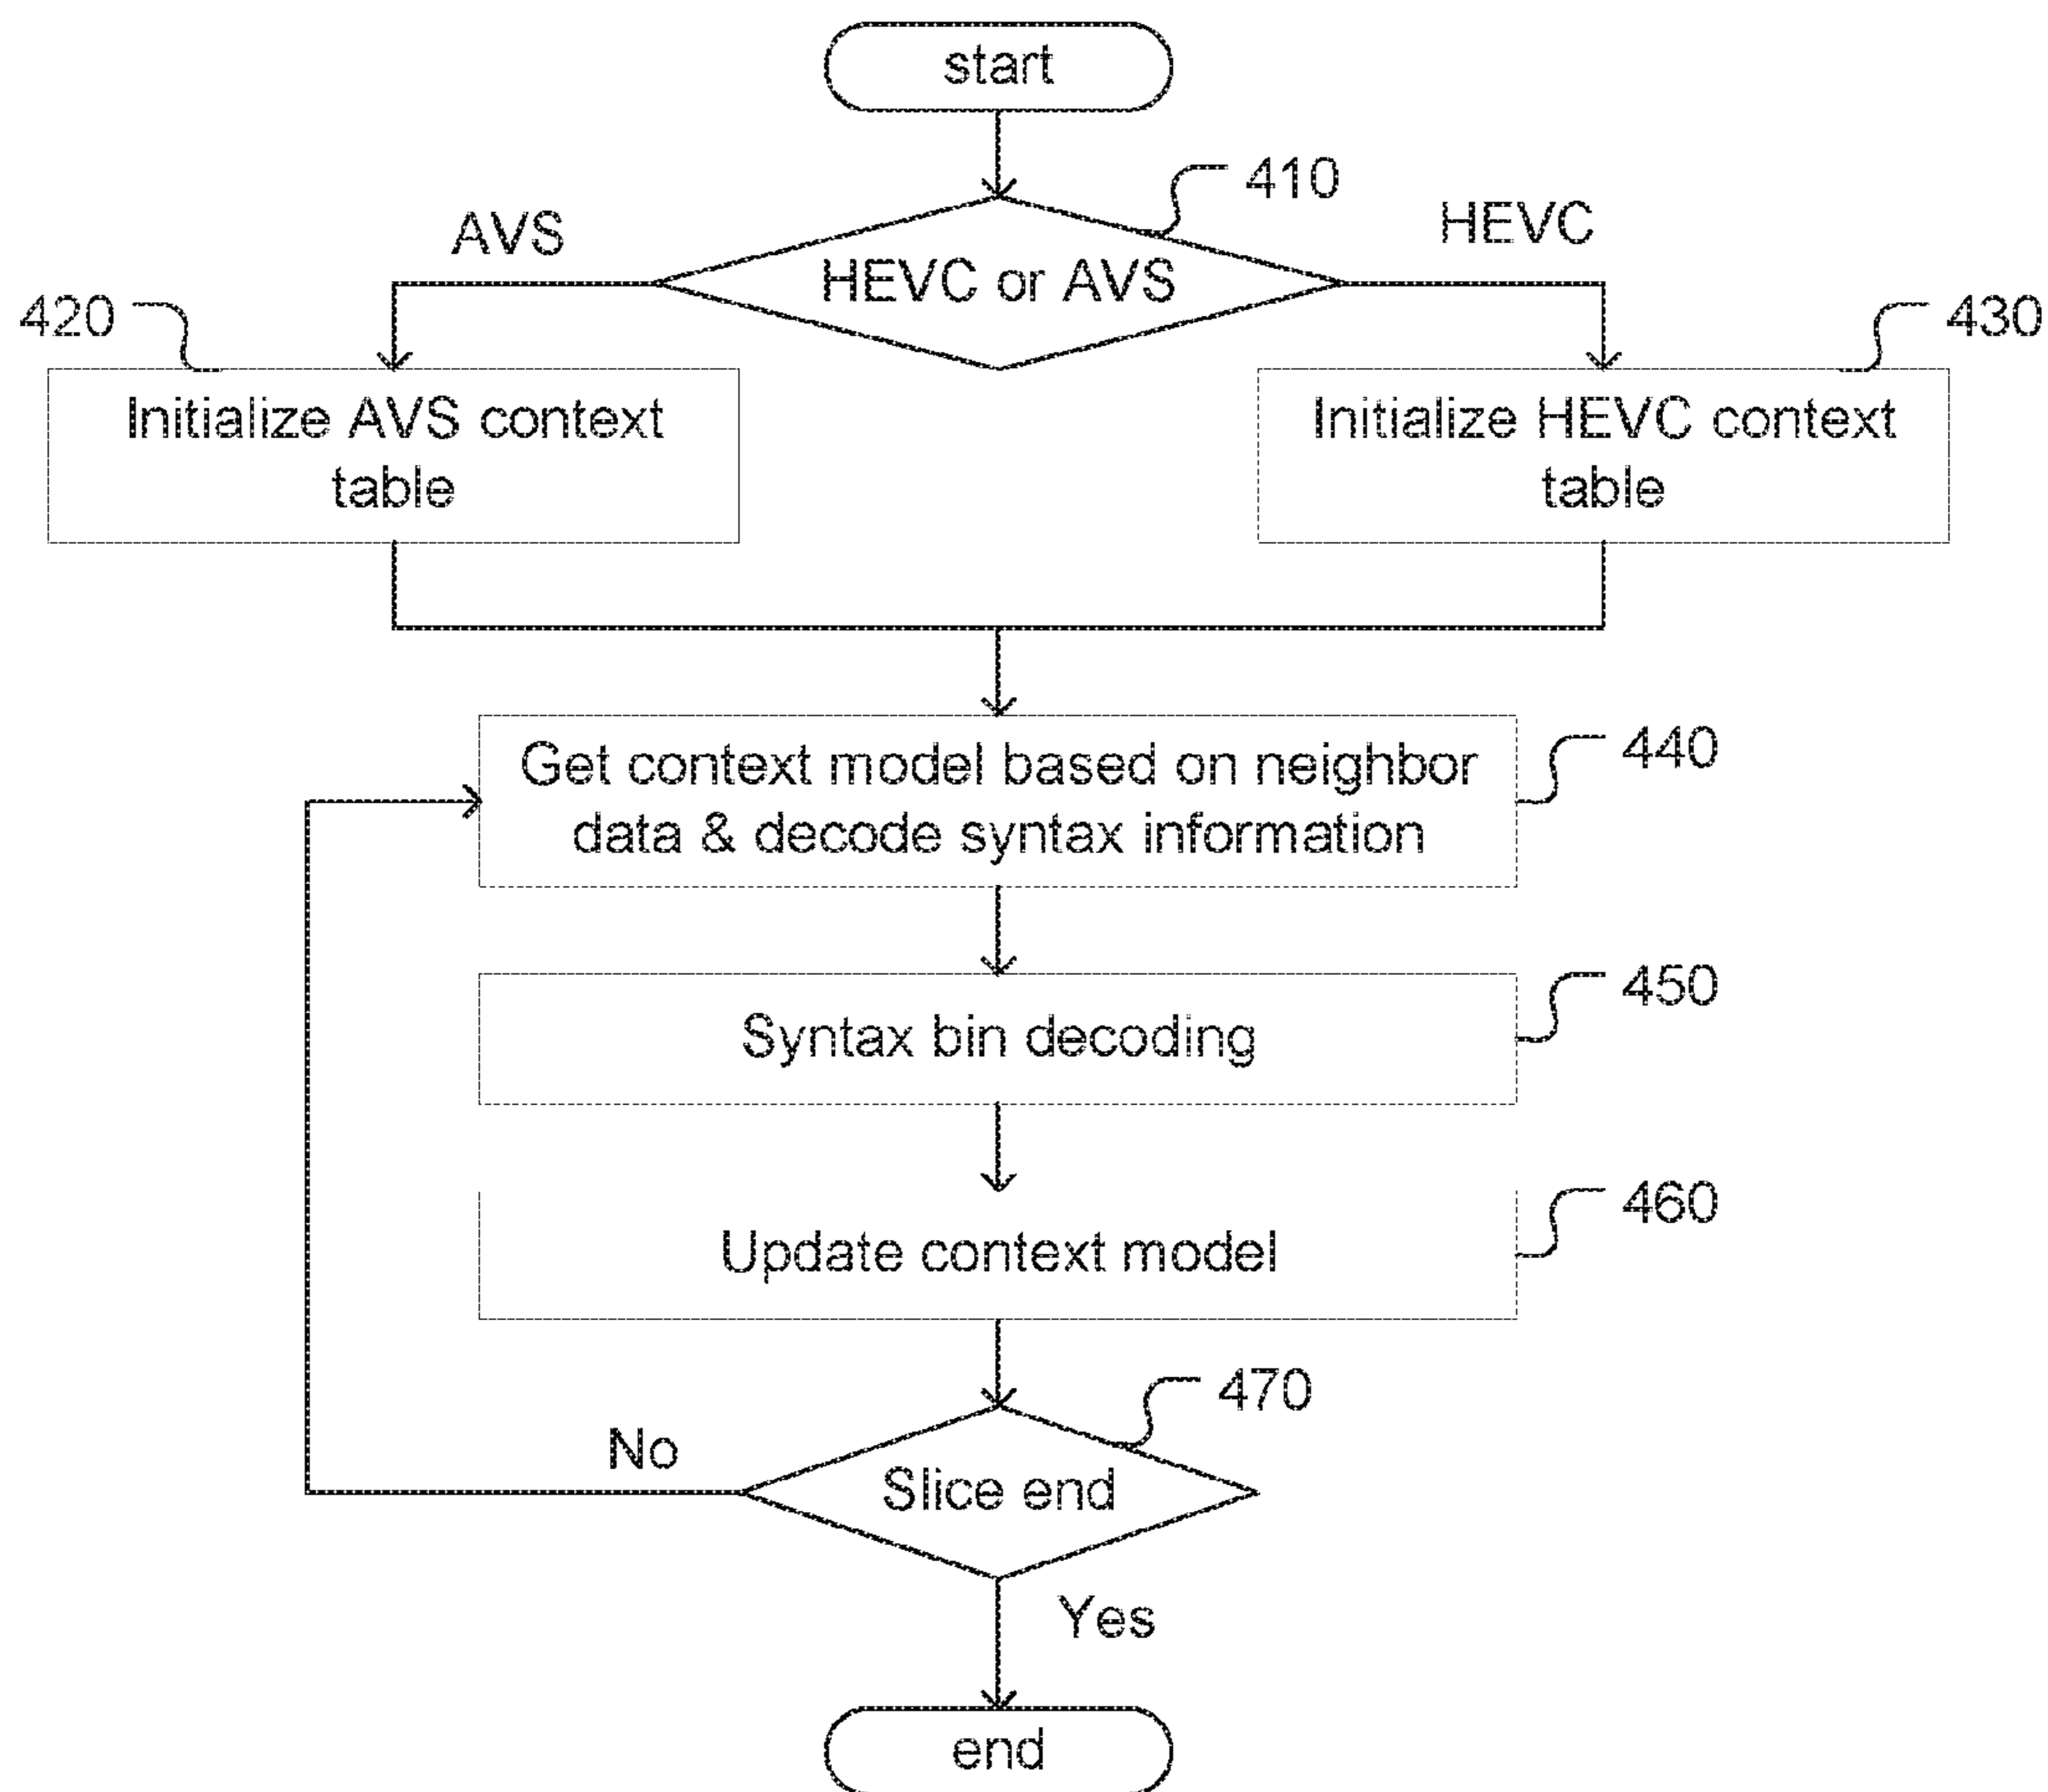 start
410
AVS
HEVC
HEVC or AVS
420
430
Initialize AVS context
table
Initialize HEVC context
table
Get context model based on neighbor
data & decode syntax information
440
Syntax bin decoding
450
Update context model
460
470
No
Slice end
Yes
end